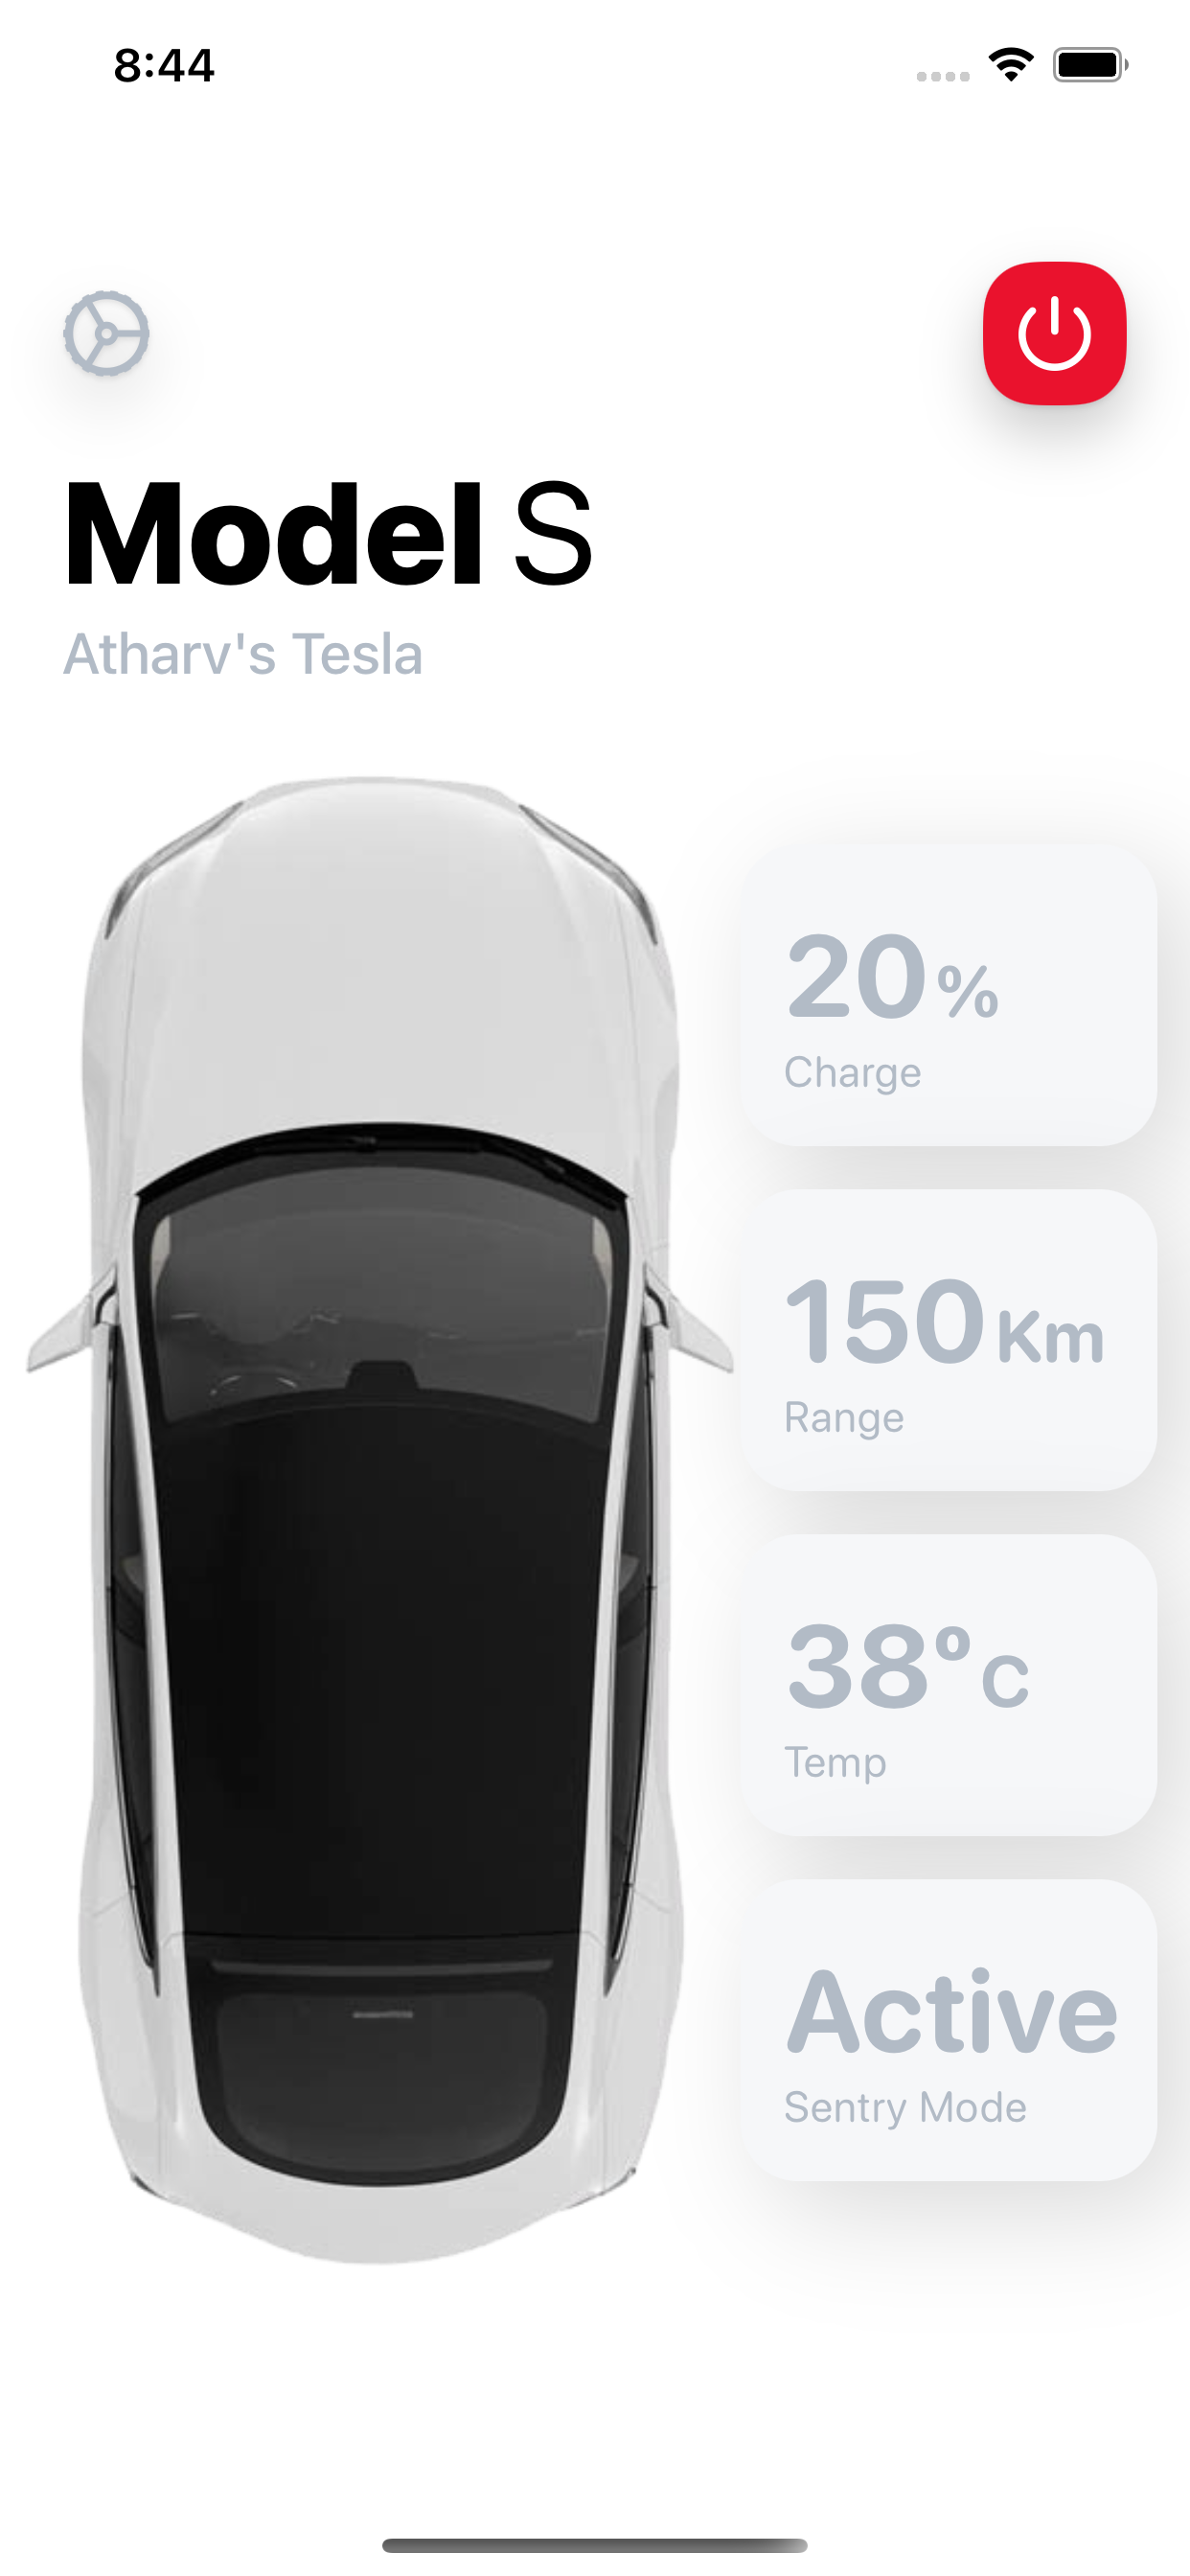 8:44
Model S
Atharv's Tesla
20%
Charge
150Km
Range
38°C
Temp
Active
Sentry Mode